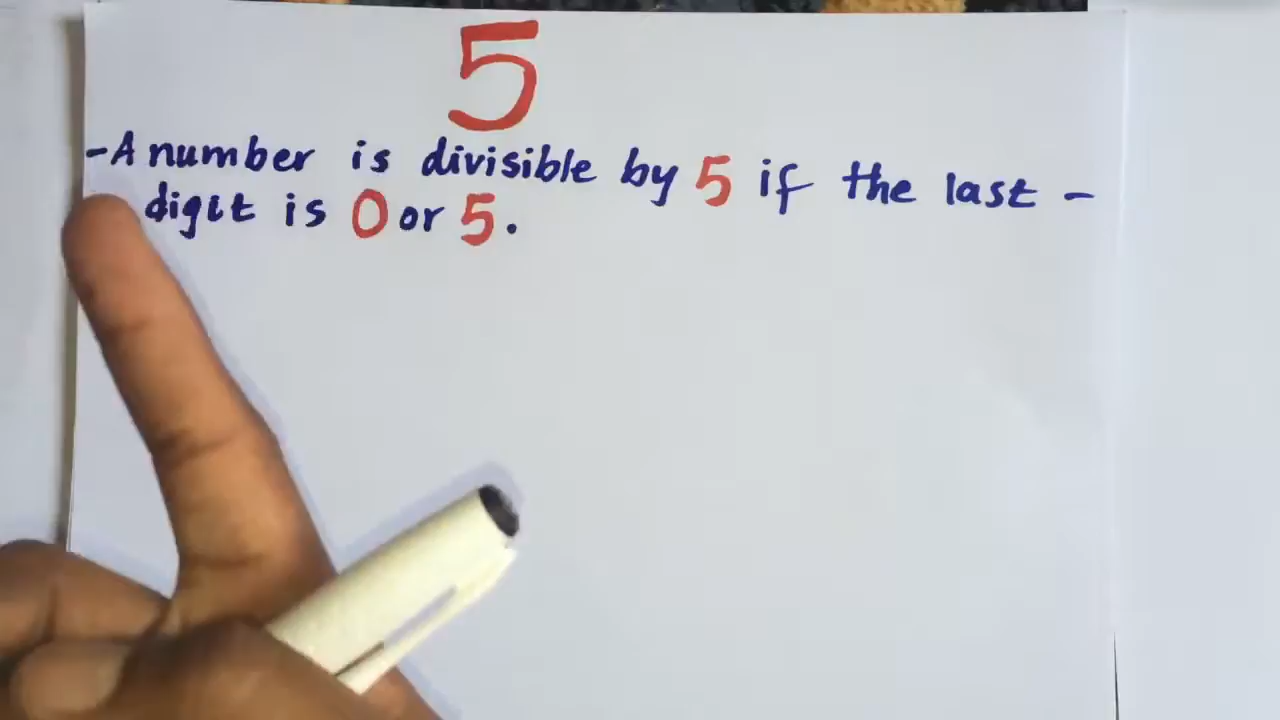 5
-A number is divisible by 5 if the last -
digit is 0 or 5.